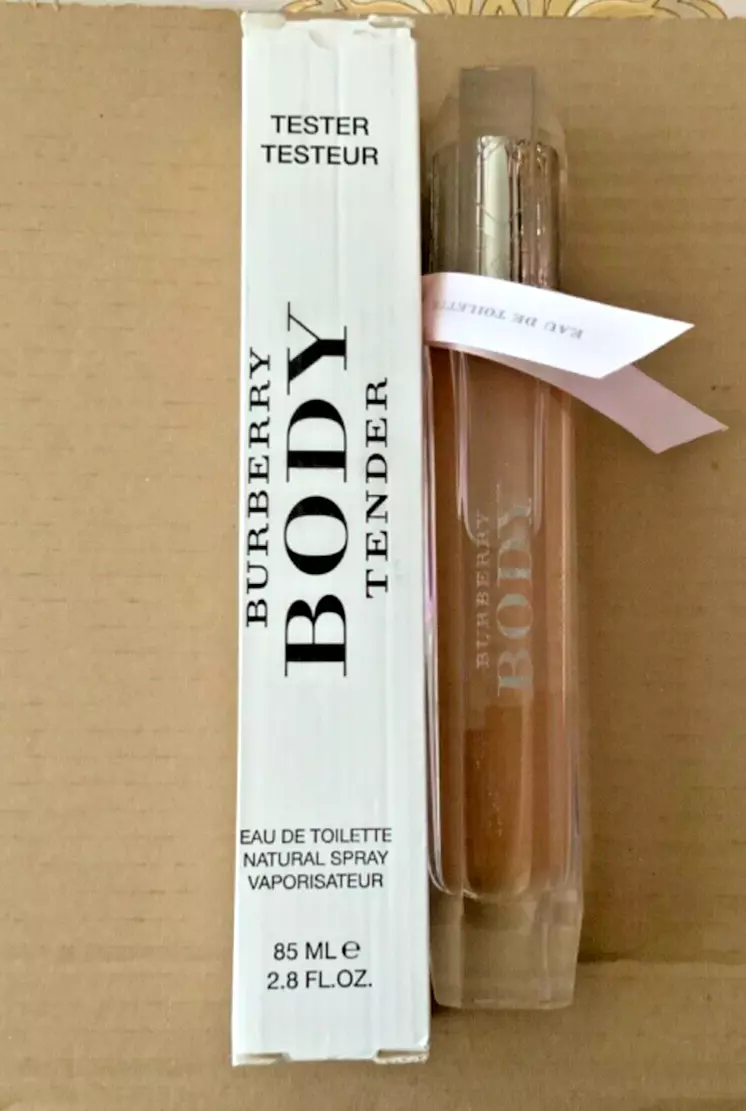 TESTER
TESTEUR
BURBERRY
BODY
TENDER
EAU DE TOILETTE
NATURAL SPRAY
VAPORISATEUR
85 ML e
2.8 FL.OZ.
EAU DE TOILETTE
BURBERRY
BODY